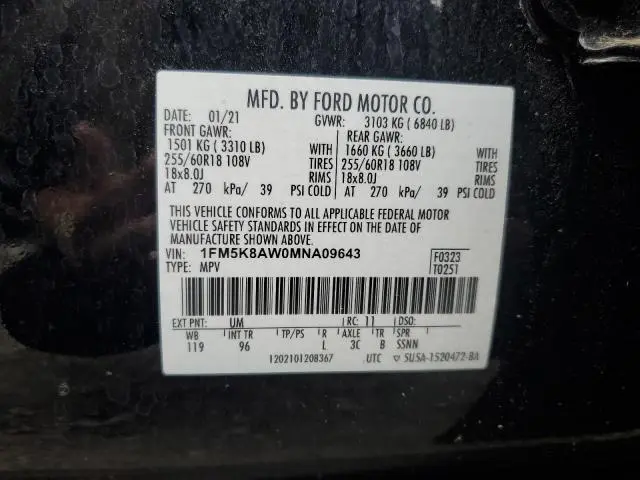 MFD. BY FORD MOTOR CO.
DATE: 01/21 GVWR: 3103 KG ( 6840 LB)
FRONT GAWR: REAR GAWR:
1501 KG ( 3310 LB) WITH 1660 KG ( 3660 LB) WITH
255/60R18 108V TIRES 255/60R18 108V TIRES
18x8.0J RIMS 18x8.0J RIMS
AT 270 kPa/ 39 PSI COLD AT 270 kPa/ 39 PSI COLD
THIS VEHICLE CONFORMS TO ALL APPLICABLE FEDERAL MOTOR
VEHICLE SAFETY STANDARDS IN EFFECT ON THE DATE OF
MANUFACTURE SHOWN ABOVE.
VIN: 1FM5K8AW0MNA09643 F0323
TYPE: MPV T0251
EXT PNT: UM RC: 11 DSO:
WB INT TR TP/PS R AXLE TR SPR
119 96 L 3C B SSNN
1202101208367 UTC ▽ 5U5A-1520472-BA